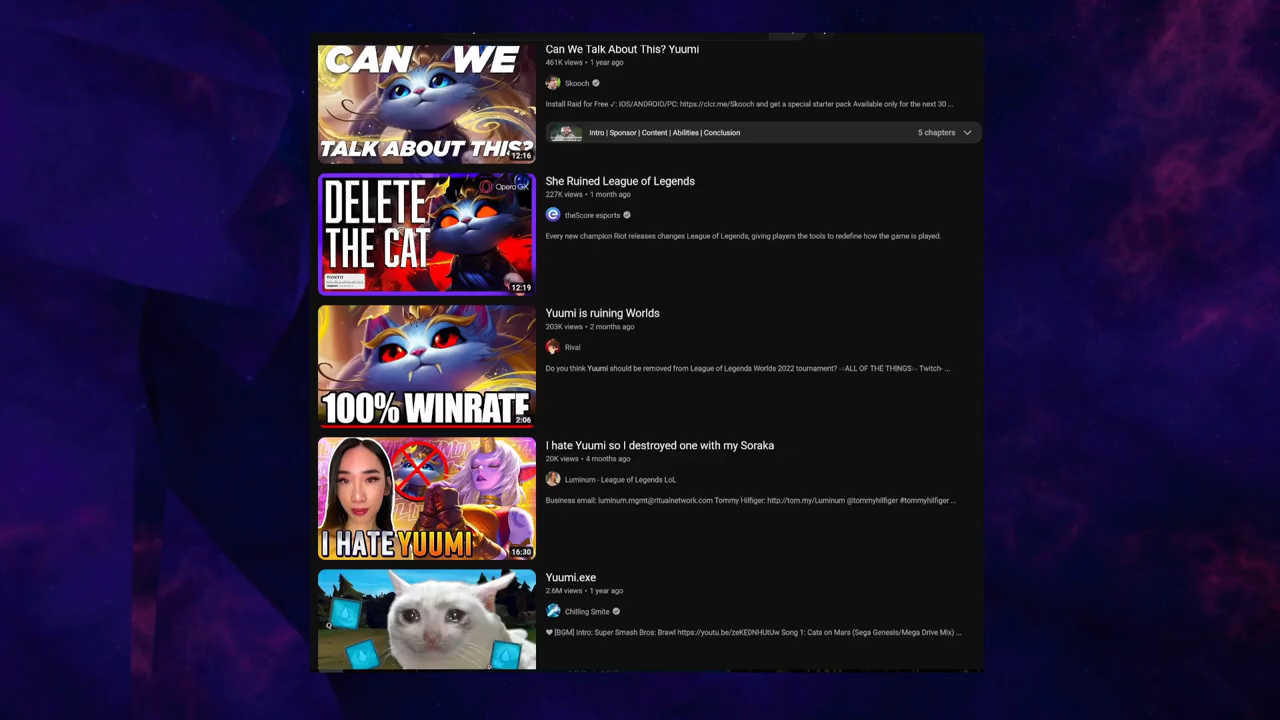 CAN WE
TALK ABOUT THIS?
12:16
Can We Talk About This? Yuumi
461K views • 1 year ago
Skooch
Install Raid for Free ✓: IOS/ANDROID/PC: https://clcr.me/Skooch and get a special starter pack Available only for the next 30 ...
Intro | Sponsor | Content | Abilities | Conclusion
5 chapters
DELETE
THE CAT
Opera GX
12:19
She Ruined League of Legends
227K views • 1 month ago
theScore esports
Every new champion Riot releases changes League of Legends, giving players the tools to redefine how the game is played.
100% WINRATE
2:06
Yuumi is ruining Worlds
203K views • 2 months ago
Rival
Do you think Yuumi should be removed from League of Legends Worlds 2022 tournament? ALL OF THE THINGS Twitch- ...
I HATE YUUMI
16:30
I hate Yuumi so I destroyed one with my Soraka
20K views • 4 months ago
Luminum - League of Legends LoL
Business email: luminum.mgmt@ritualnetwork.com Tommy Hilfiger: http://tom.my/Luminum @tommyhilfiger #tommyhilfiger ...
Q
Yuumi.exe
2.6M views • 1 year ago
Chilling Smite
[BGM] Intro: Super Smash Bros: Brawl https://youtu.be/zeKE0NHUtUw Song 1: Cats on Mars (Sega Genesis/Mega Drive Mix) ...